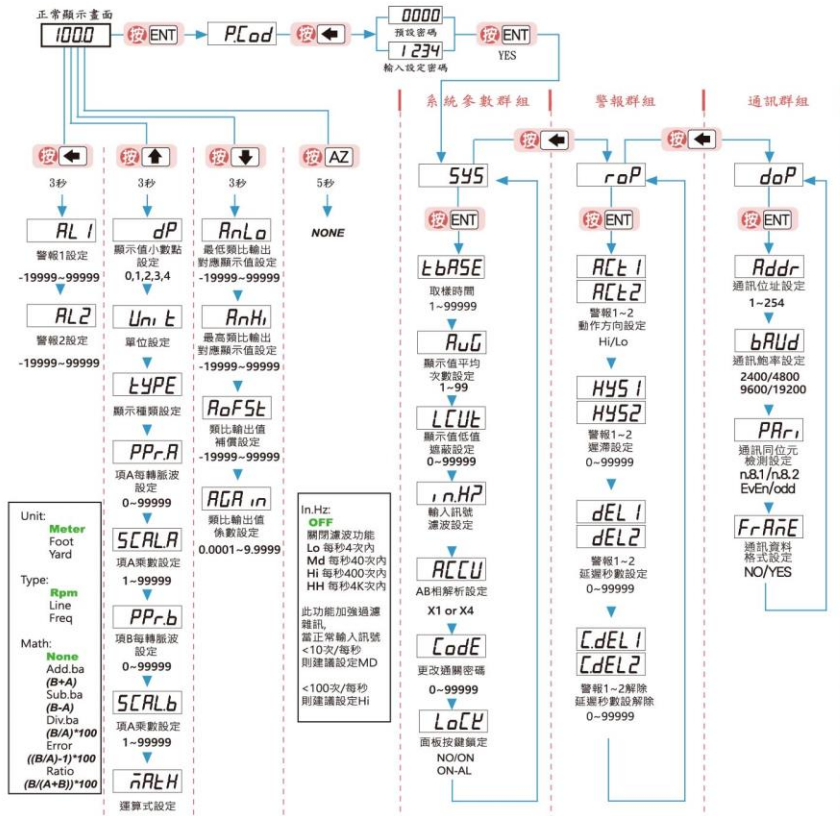 正常顯示畫面
100.0
按 ENT
P.Cod
按
0000
預設密碼
1234
輸入設定密碼
按 ENT
YES
系統參數群組
警報群組
通訊群組
按
按
按
3秒
AL1
警報1設定
-19999~99999
AL2
警報2設定
-19999~99999
按
3秒
dP
顯示值小數點
設定
0,1,2,3,4
Unit
單位設定
tYPE
顯示種類設定
PPr.A
項A每轉脈波
設定
0~99999
SCAL.A
項A乘數設定
1~99999
PPr.b
項B每轉脈波
設定
0~99999
SCAL.b
項A乘數設定
1~99999
mAtH
運算式設定
按
3秒
AnLo
最低類比輸出
對應顯示值設定
-19999~99999
AnHi
最高類比輸出
對應顯示值設定
-19999~99999
AoFSt
類比輸出值
補償設定
-19999~99999
AGAin
類比輸出值
係數設定
0.0001~9.9999
按 AZ
5秒
NONE
Unit:
Meter
Foot
Yard
Type:
Rpm
Line
Freq
Math:
None
Add.ba
(B+A)
Sub.ba
(B-A)
Div.ba
(B/A)*100
Error
((B/A)-1)*100
Ratio
(B/(A+B))*100
In.Hz:
OFF
關閉濾波功能
Lo 每秒4次內
Md 每秒40次內
Hi 每秒400次內
HH 每秒4K次內
此功能加強過濾
雜訊,
當正常輸入訊號
<10次/每秒
則建議設定MD
<100次/每秒
則建議設定Hi
SYS
按 ENT
tbASE
取樣時間
1~99999
AvG
顯示值平均
次數設定
1~99
LCUt
顯示值低值
遮蔽設定
0~99999
in.HZ
輸入訊號
濾波設定
ACCU
AB相解析設定
X1 or X4
CodE
更改通關密碼
0~99999
LoCK
面板按鍵鎖定
NO/ON
ON-AL
roP
按 ENT
ACt1
ACt2
警報1~2
動作方向設定
Hi/Lo
HYS1
HYS2
警報1~2
遲滯設定
0~99999
dEL1
dEL2
警報1~2
延遲秒數設定
0~99999
C.dEL1
C.dEL2
警報1~2解除
延遲秒數設解除
0~99999
doP
按 ENT
Addr
通訊位址設定
1~254
bAUd
通訊鮑率設定
2400/4800
9600/19200
PAri
通訊同位元
檢測設定
n.8.1/n.8.2
EvEn/odd
FrAmE
通訊資料
格式設定
NO/YES